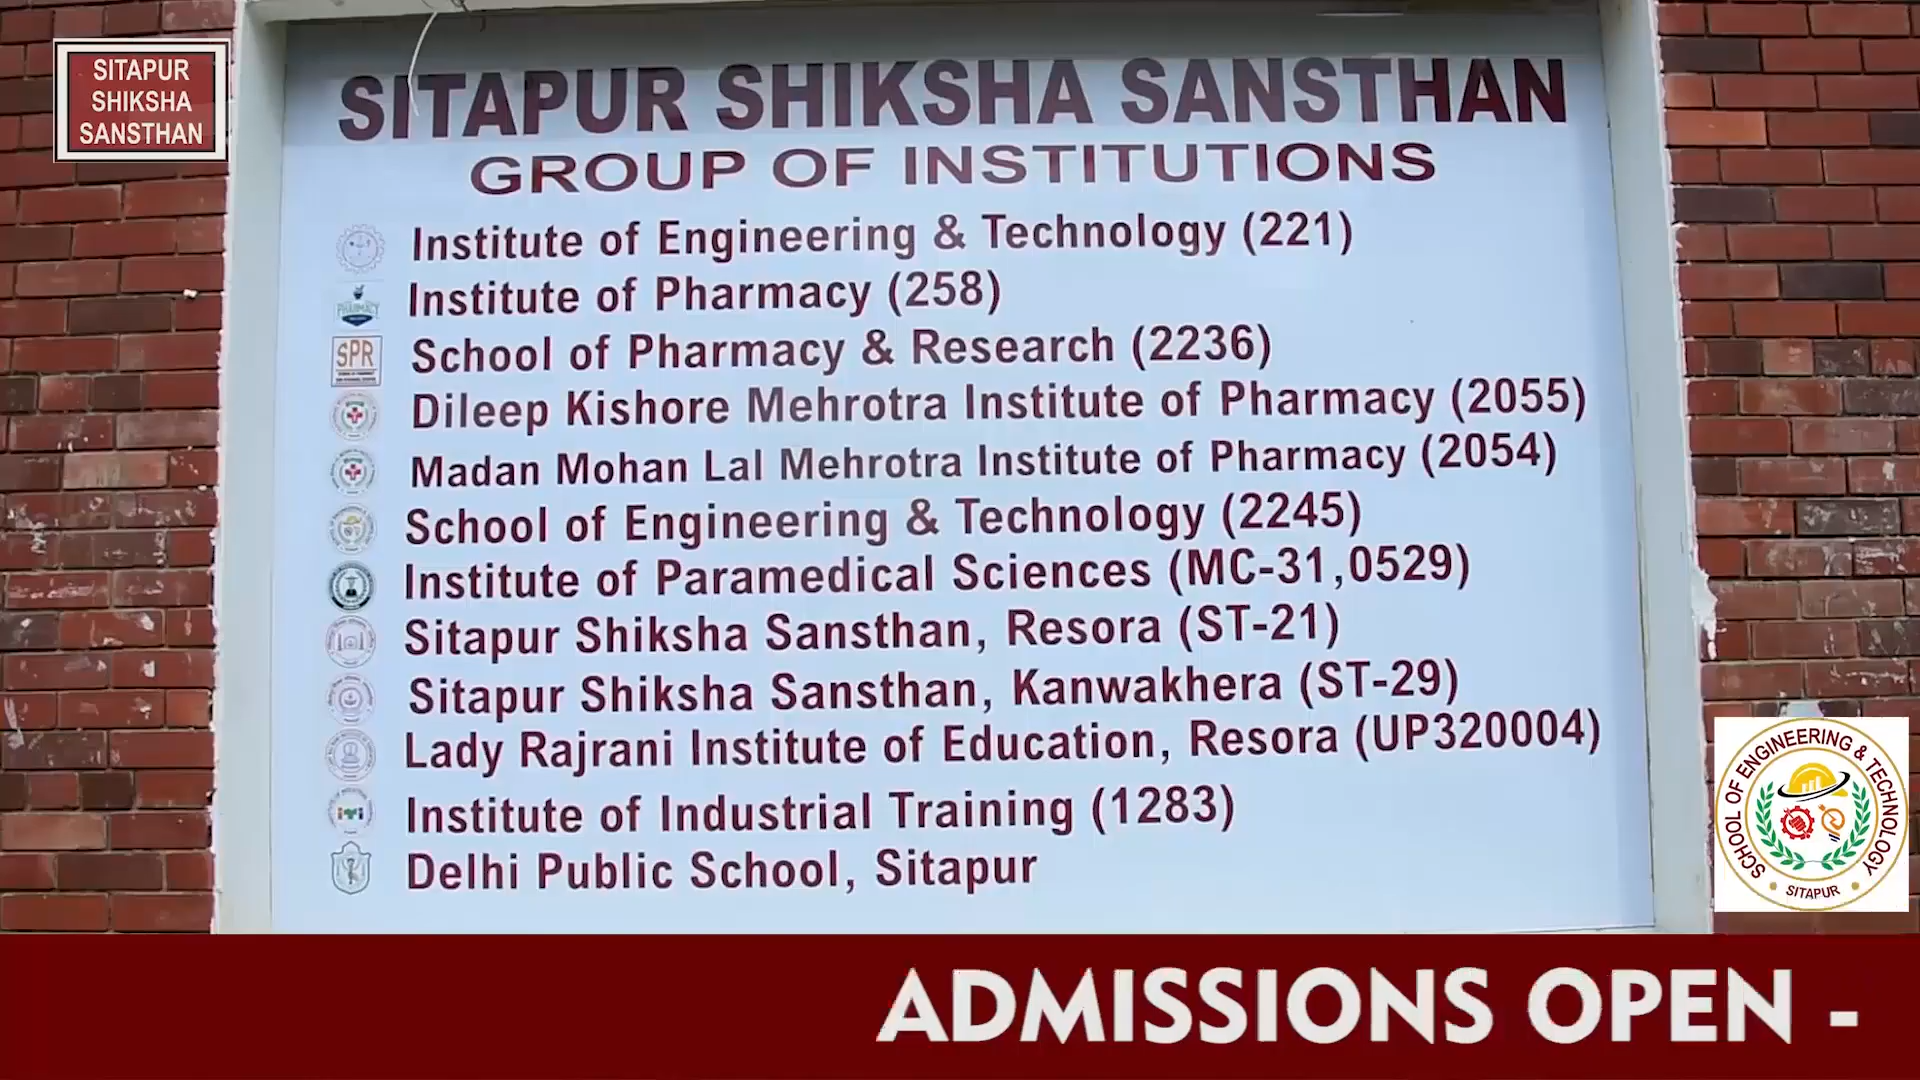 SITAPUR
SHIKSHA
SANSTHAN
SITAPUR SHIKSHA SANSTHAN
GROUP OF INSTITUTIONS
Institute of Engineering & Technology (221)
PHARMACY
Institute of Pharmacy (258)
SPR
School of Pharmacy & Research (2236)
Dileep Kishore Mehrotra Institute of Pharmacy (2055)
Madan Mohan Lal Mehrotra Institute of Pharmacy (2054)
School of Engineering & Technology (2245)
Institute of Paramedical Sciences (MC-31,0529)
Sitapur Shiksha Sansthan, Resora (ST-21)
Sitapur Shiksha Sansthan, Kanwakhera (ST-29)
Lady Rajrani Institute of Education, Resora (UP320004)
iTi
Institute of Industrial Training (1283)
Delhi Public School, Sitapur
SCHOOL OF ENGINEERING & TECHNOLOGY
SITAPUR
ADMISSIONS OPEN -